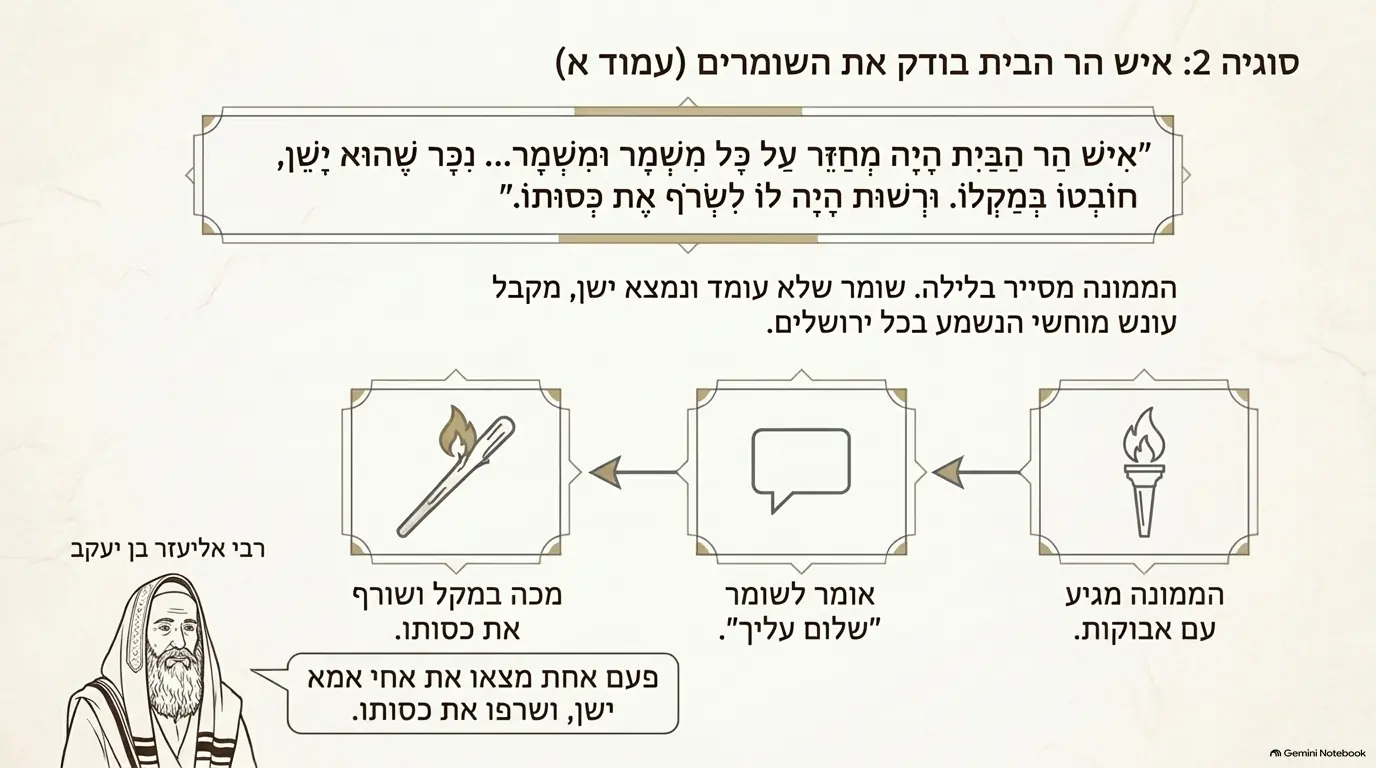 סוגיה 2: איש הר הבית בודק את השומרים (עמוד א)
"אִישׁ הַר הַבַּיִת הָיָה מְחַזֵּר עַל כָּל מִשְׁמָר וּמִשְׁמָר... נִכָּר שֶׁהוּא יָשֵׁן,
חוֹבְטוֹ בְּמַקְלוֹ. וּרְשׁוּת הָיָה לוֹ לִשְׂרֹף אֶת כְּסוּתוֹ."
הממונה מסייר בלילה. שומר שלא עומד ונמצא ישן, מקבל
עונש מוחשי הנשמע בכל ירושלים.
הממונה מגיע
עם אבוקות.
אומר לשומר
"שלום עליך".
מכה במקל ושורף
את כסותו.
רבי אליעזר בן יעקב
פעם אחת מצאו את אחי אמא
ישן, ושרפו את כסותו.
Gemini Notebook